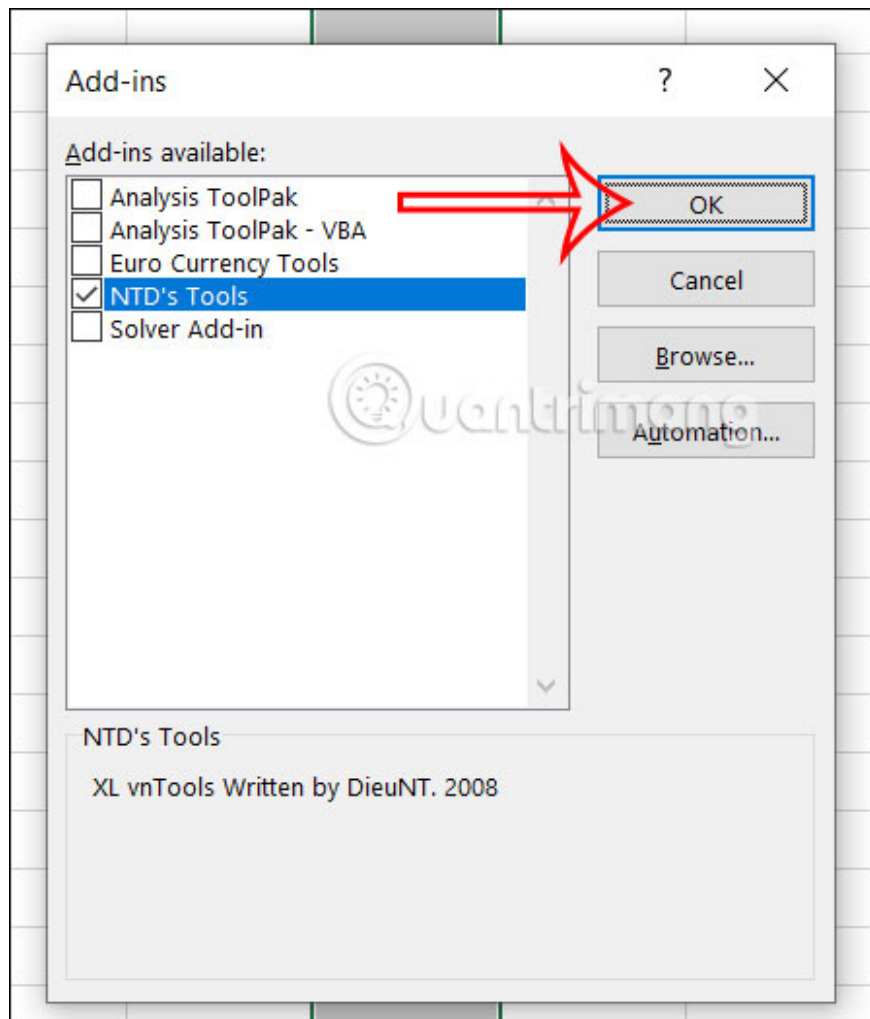 Add-ins
?
Add-ins available:
Analysis ToolPak
Analysis ToolPak - VBA
Euro Currency Tools
NTD's Tools
Solver Add-in
OK
Cancel
Browse...
Automation...
Quantrimang
NTD's Tools
XL vnTools Written by DieuNT. 2008